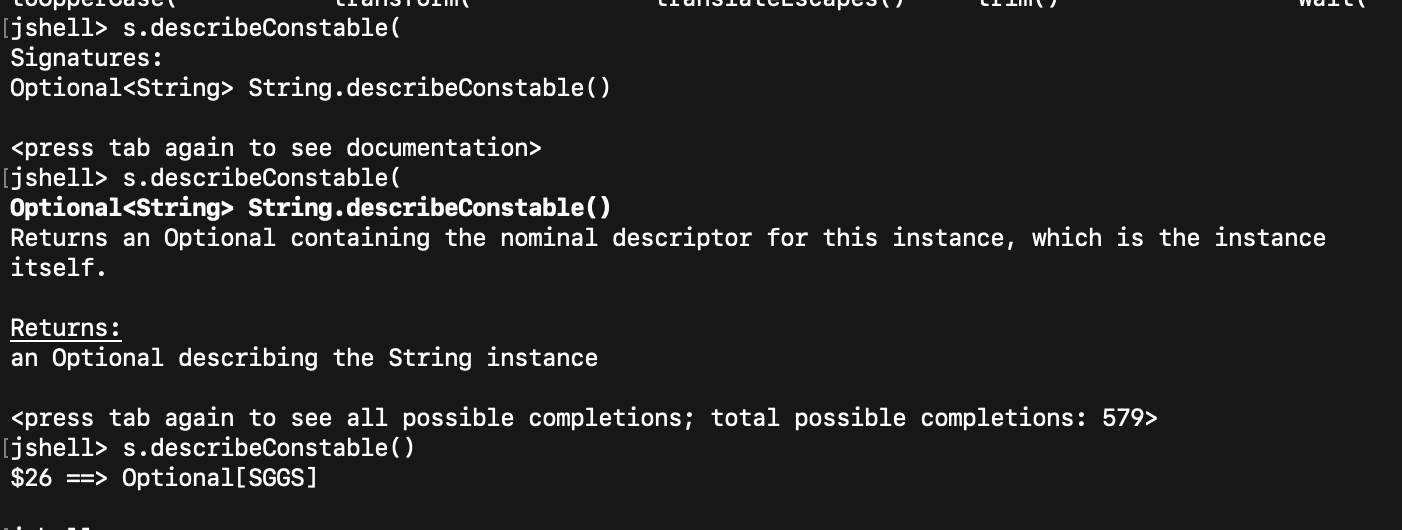 toUpperCase( transform( translateEscapes() trim() wait(
[jshell> s.describeConstable(
Signatures:
Optional<String> String.describeConstable()
<press tab again to see documentation>
[jshell> s.describeConstable(
Optional<String> String.describeConstable()
Returns an Optional containing the nominal descriptor for this instance, which is the instance
itself.
Returns:
an Optional describing the String instance
<press tab again to see all possible completions; total possible completions: 579>
[jshell> s.describeConstable()
$26 ==> Optional[SGGS]